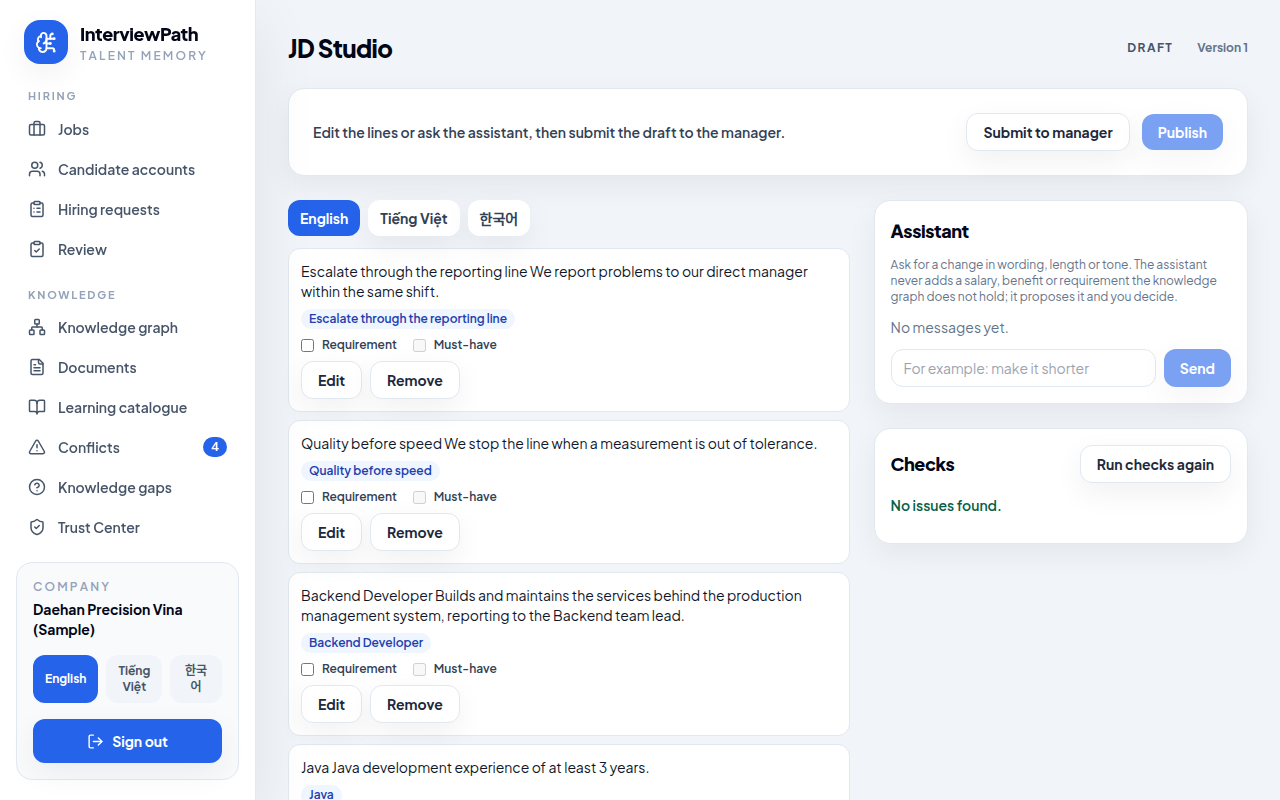 InterviewPath
TALENT MEMORY
HIRING
Jobs
Candidate accounts
Hiring requests
Review
KNOWLEDGE
Knowledge graph
Documents
Learning catalogue
Conflicts 4
Knowledge gaps
Trust Center
COMPANY
Daehan Precision Vina
(Sample)
English
Tiếng
Việt
한국
어
Sign out
JD Studio
DRAFT Version 1
Edit the lines or ask the assistant, then submit the draft to the manager.
Submit to manager Publish
English Tiếng Việt 한국어
Escalate through the reporting line We report problems to our direct manager
within the same shift.
Escalate through the reporting line
Requirement Must-have
Edit Remove
Quality before speed We stop the line when a measurement is out of tolerance.
Quality before speed
Requirement Must-have
Edit Remove
Backend Developer Builds and maintains the services behind the production
management system, reporting to the Backend team lead.
Backend Developer
Requirement Must-have
Edit Remove
Java Java development experience of at least 3 years.
Java
Assistant
Ask for a change in wording, length or tone. The assistant
never adds a salary, benefit or requirement the knowledge
graph does not hold; it proposes it and you decide.
No messages yet.
For example: make it shorter Send
Checks Run checks again
No issues found.